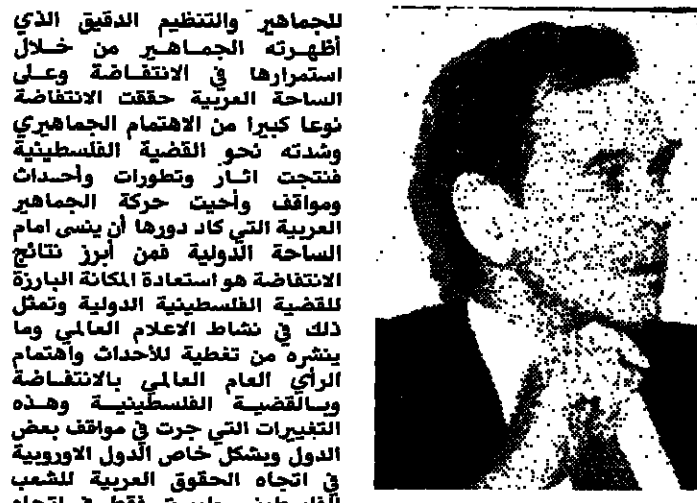 للجماهير والتنظيم الدقيق الذي
أظهرته الجماهير من خلال
استمرارها في الانتفاضة وعلى
الساحة العربية حققت الانتفاضة
نوعا كبيرا من الاهتمام الجماهيري
وشدته نحو القضية الفلسطينية
فنتجت اثار وتطورات وأحداث
ومواقف وأحيت حركة الجماهير
العربية التي كاد دورها أن ينسى امام
الساحة الدولية فمن أبرز نتائج
الانتفاضة هو استعادة المكانة البارزة
للقضية الفلسطينية الدولية وتمثل
ذلك في نشاط الاعلام العالمي وما
ينشره من تغطية للأحداث واهتمام
الرأي العام العالمي بالانتفاضة
وبالقضية الفلسطينية وهذه
التغييرات التي جرت في مواقف بعض
الدول وبشكل خاص الدول الاوروبية
في اتجاه الحقوق العربية للشعب
فقط في اتجاه